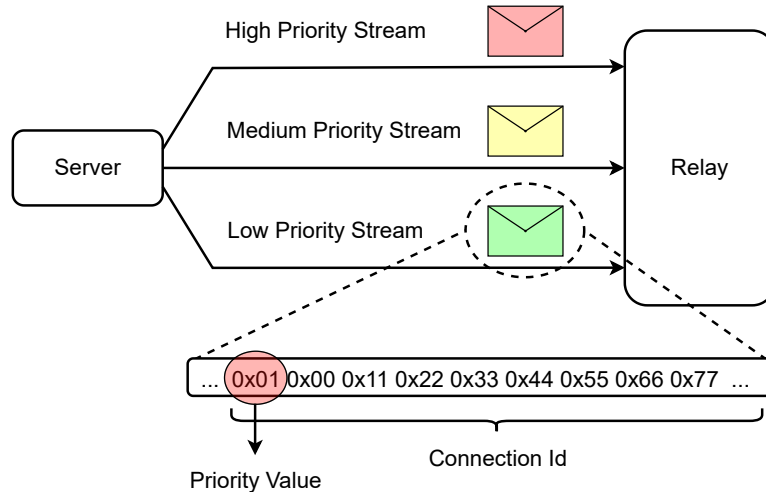 High Priority Stream
Medium Priority Stream
Server
Relay
Low Priority Stream
... 0x01 0x00 0x11 0x22 0x33 0x44 0x55 0x66 0x77 ...
Connection Id
Priority Value